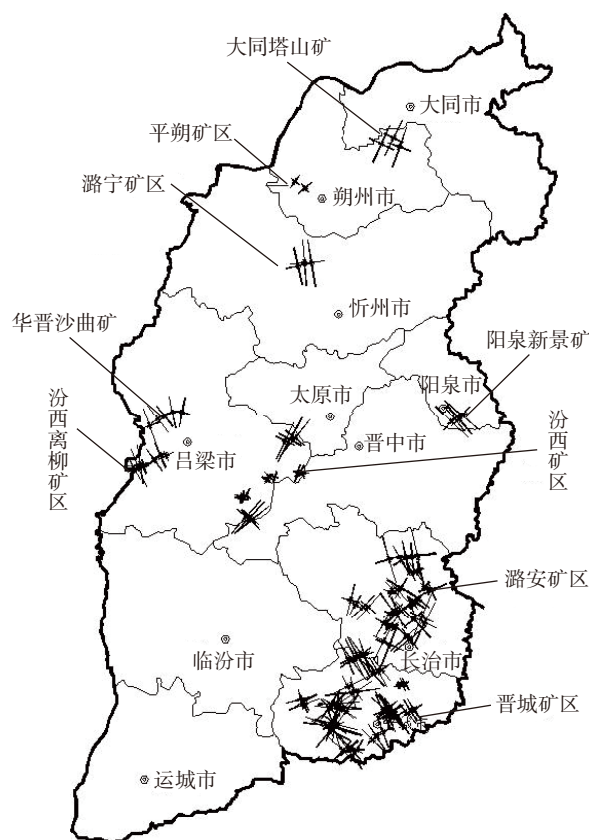 大同塔山矿
大同市
平朔矿区
朔州市
潞宁矿区
忻州市
华晋沙曲矿
阳泉新景矿
阳泉市
太原市
汾西离柳矿区
吕梁市
晋中市
汾西矿区
潞安矿区
临汾市
长治市
晋城矿区
运城市